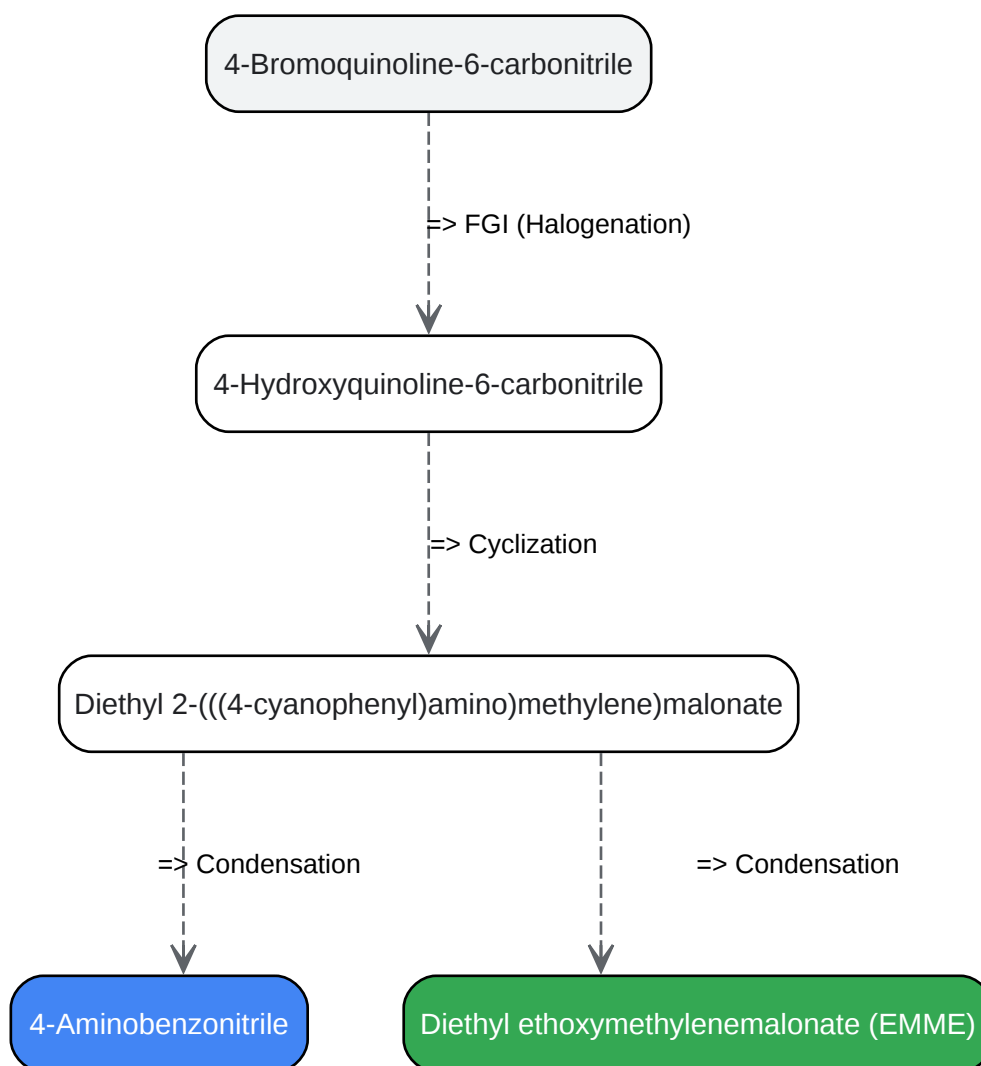 4-Bromoquinoline-6-carbonitrile
=> FGI (Halogenation)
4-Hydroxyquinoline-6-carbonitrile
=> Cyclization
Diethyl 2-(((4-cyanophenyl)amino)methylene)malonate
=> Condensation
=> Condensation
4-Aminobenzonitrile
Diethyl ethoxymethylenemalonate (EMME)